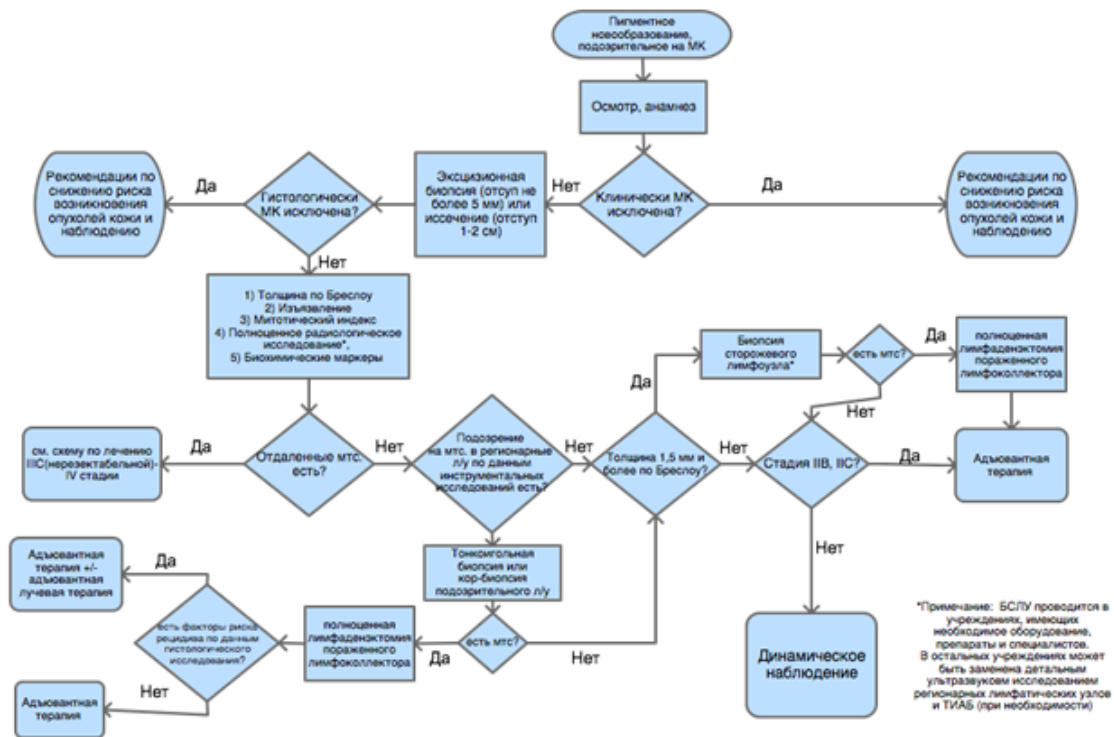 Пигментное
новообразование,
подозрительное на МК
Осмотр, анамнез
Рекомендации по
снижению риска
возникновения
опухолей кожи и
наблюдению
Да
Гистологически
МК исключена?
Эксцизионная
биопсия (отсуп не
более 5 мм) или
иссечение (отступ
1-2 см)
Нет
Клинически МК
исключена?
Да
Рекомендации по
снижению риска
возникновения
опухолей кожи и
наблюдению
Нет
1) Толщина по Бреслоу
2) Изъязвление
3) Митотический индекс
4) Полноценное радиологическое
исследование*,
5) Биохимические маркеры
Биопсия
сторожевого
лимфоузла*
есть мтс?
Да
полноценная
лимфаденэктомия
пораженного
лимфоколлектора
Да
Нет
см. схему по лечению
IIIC(нерезектабельной)-
IV стадии
Да
Отдаленные мтс.
есть?
Нет
Подозрение
на мтс. в регионарные
л/у по данным
инструментальных
исследований есть?
Нет
Толщина 1,5 мм и
более по Бреслоу?
Нет
Стадия IIB, IIC?
Да
Адъювантная
терапия
Нет
Тонкоигольная
биопсия или
кор-биопсия
подозрительного л/у
Адъювантная
терапия +/-
адъювантная
лучевая терапия
Да
есть факторы риска
рецидива по данным
гистологического
исследования?
полноценная
лимфаденэктомия
пораженного
лимфоколлектора
Да
есть мтс?
Нет
Нет
Адъювантная
терапия
Динамическое
наблюдение
*Примечание: БСЛУ проводится в
учреждениях, имеющих
необходимое оборудование,
препараты и специалистов.
В остальных учреждениях может
быть заменена детальным
ультразвуком исследованием
регионарных лимфатических узлов
и ТИАБ (при необходимости)